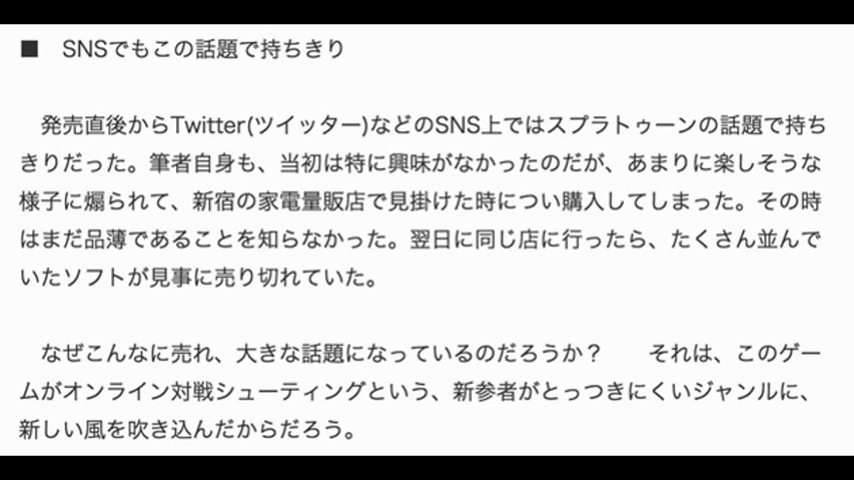 ■　SNSでもこの話題で持ちきり
　発売直後からTwitter(ツイッター)などのSNS上ではスプラトゥーンの話題で持ち
きりだった。筆者自身も、当初は特に興味がなかったのだが、あまりに楽しそうな
様子に煽られて、新宿の家電量販店で見掛けた時につい購入してしまった。その時
はまだ品薄であることを知らなかった。翌日に同じ店に行ったら、たくさん並んで
いたソフトが見事に売り切れていた。
　なぜこんなに売れ、大きな話題になっているのだろうか？　　それは、このゲー
ムがオンライン対戦シューティングという、新参者がとっつきにくいジャンルに、
新しい風を吹き込んだからだろう。